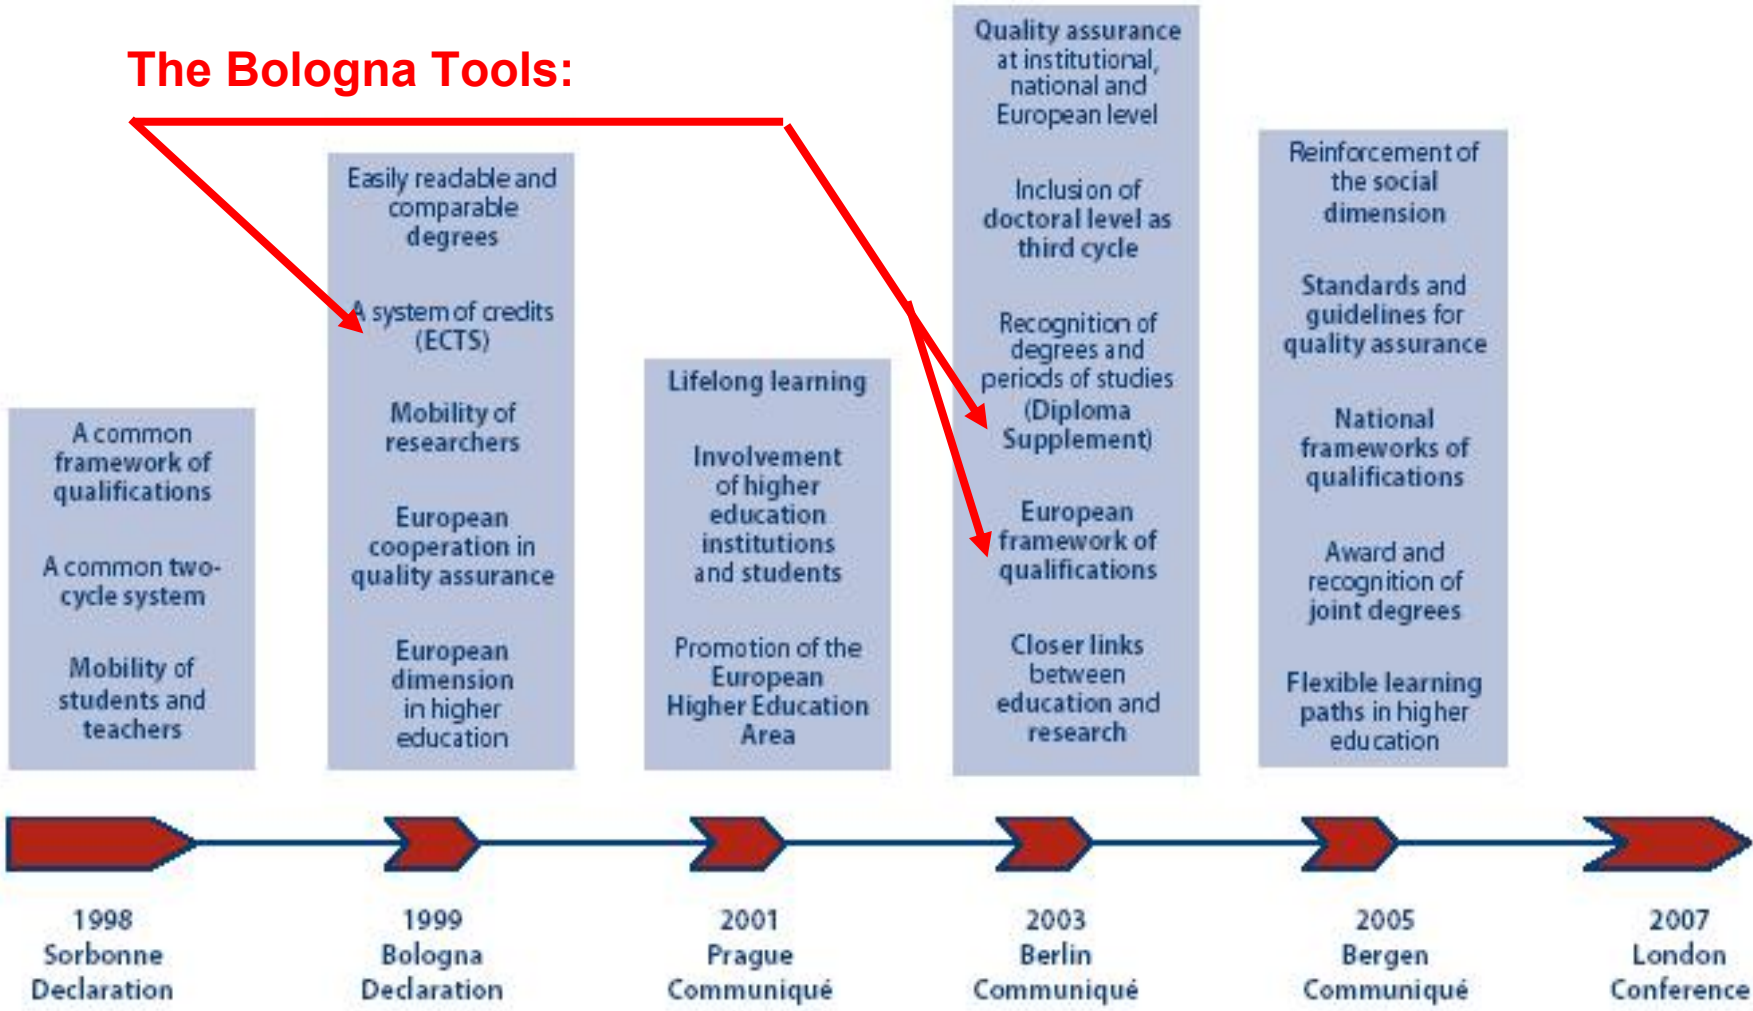 The Bologna Tools:
A common
framework of
qualifications
A common two-
cycle system
Mobility of
students and
teachers
Easily readable and
comparable
degrees
A system of credits
(ECTS)
Mobility of
researchers
European
cooperation in
quality assurance
European
dimension
in higher
education
Lifelong learning
Involvement
of higher
education
institutions
and students
Promotion of the
European
Higher Education
Area
Quality assurance
at institutional,
national and
European level
Inclusion of
doctoral level as
third cycle
Recognition of
degrees and
periods of studies
(Diploma
Supplement)
European
framework of
qualifications
Closer links
between
education and
research
Reinforcement of
the social
dimension
Standards and
guidelines for
quality assurance
National
frameworks of
qualifications
Award and
recognition of
joint degrees
Flexible learning
paths in higher
education
1998
Sorbonne
Declaration
1999
Bologna
Declaration
2001
Prague
Communiqué
2003
Berlin
Communiqué
2005
Bergen
Communiqué
2007
London
Conference